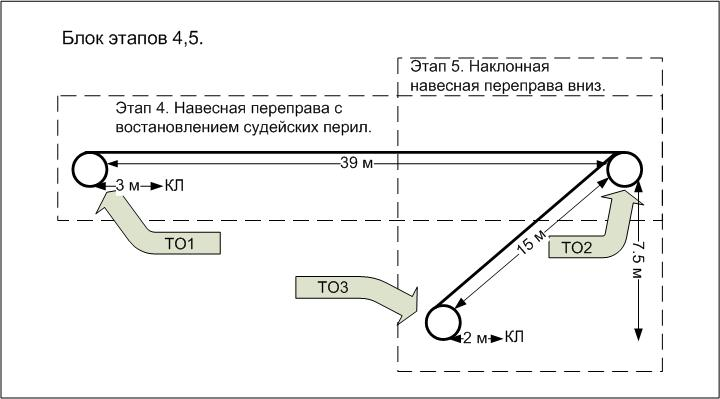 Блок этапов 4,5.
Этап 5. Наклонная
навесная переправа вниз.
Этап 4. Навесная переправа с
востановлением судейских перил.
39 м
3 м
КЛ
ТО1
ТО2
15 м
7.5 м
ТО3
2 м
КЛ